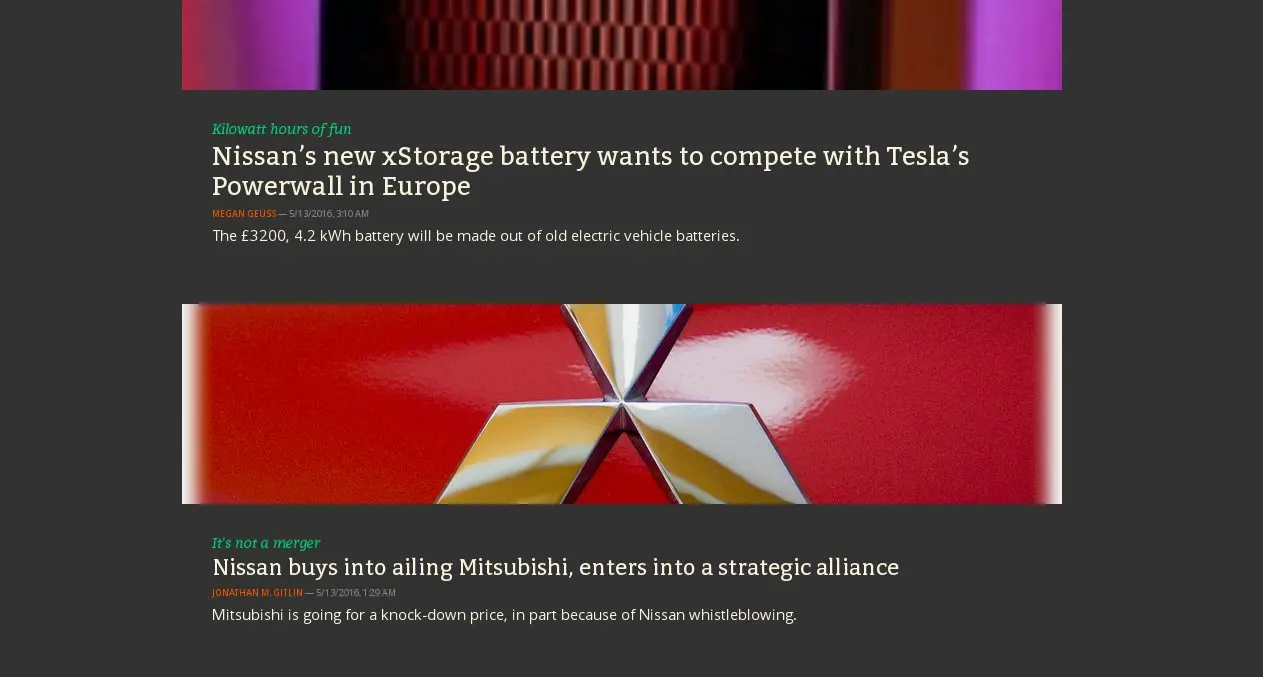 Kilowatt hours of fun
Nissan’s new xStorage battery wants to compete with Tesla’s
Powerwall in Europe
MEGAN GEUSS — 5/13/2016, 3:10 AM
The £3200, 4.2 kWh battery will be made out of old electric vehicle batteries.
It's not a merger
Nissan buys into ailing Mitsubishi, enters into a strategic alliance
JONATHAN M. GITLIN — 5/13/2016, 1:29 AM
Mitsubishi is going for a knock-down price, in part because of Nissan whistleblowing.